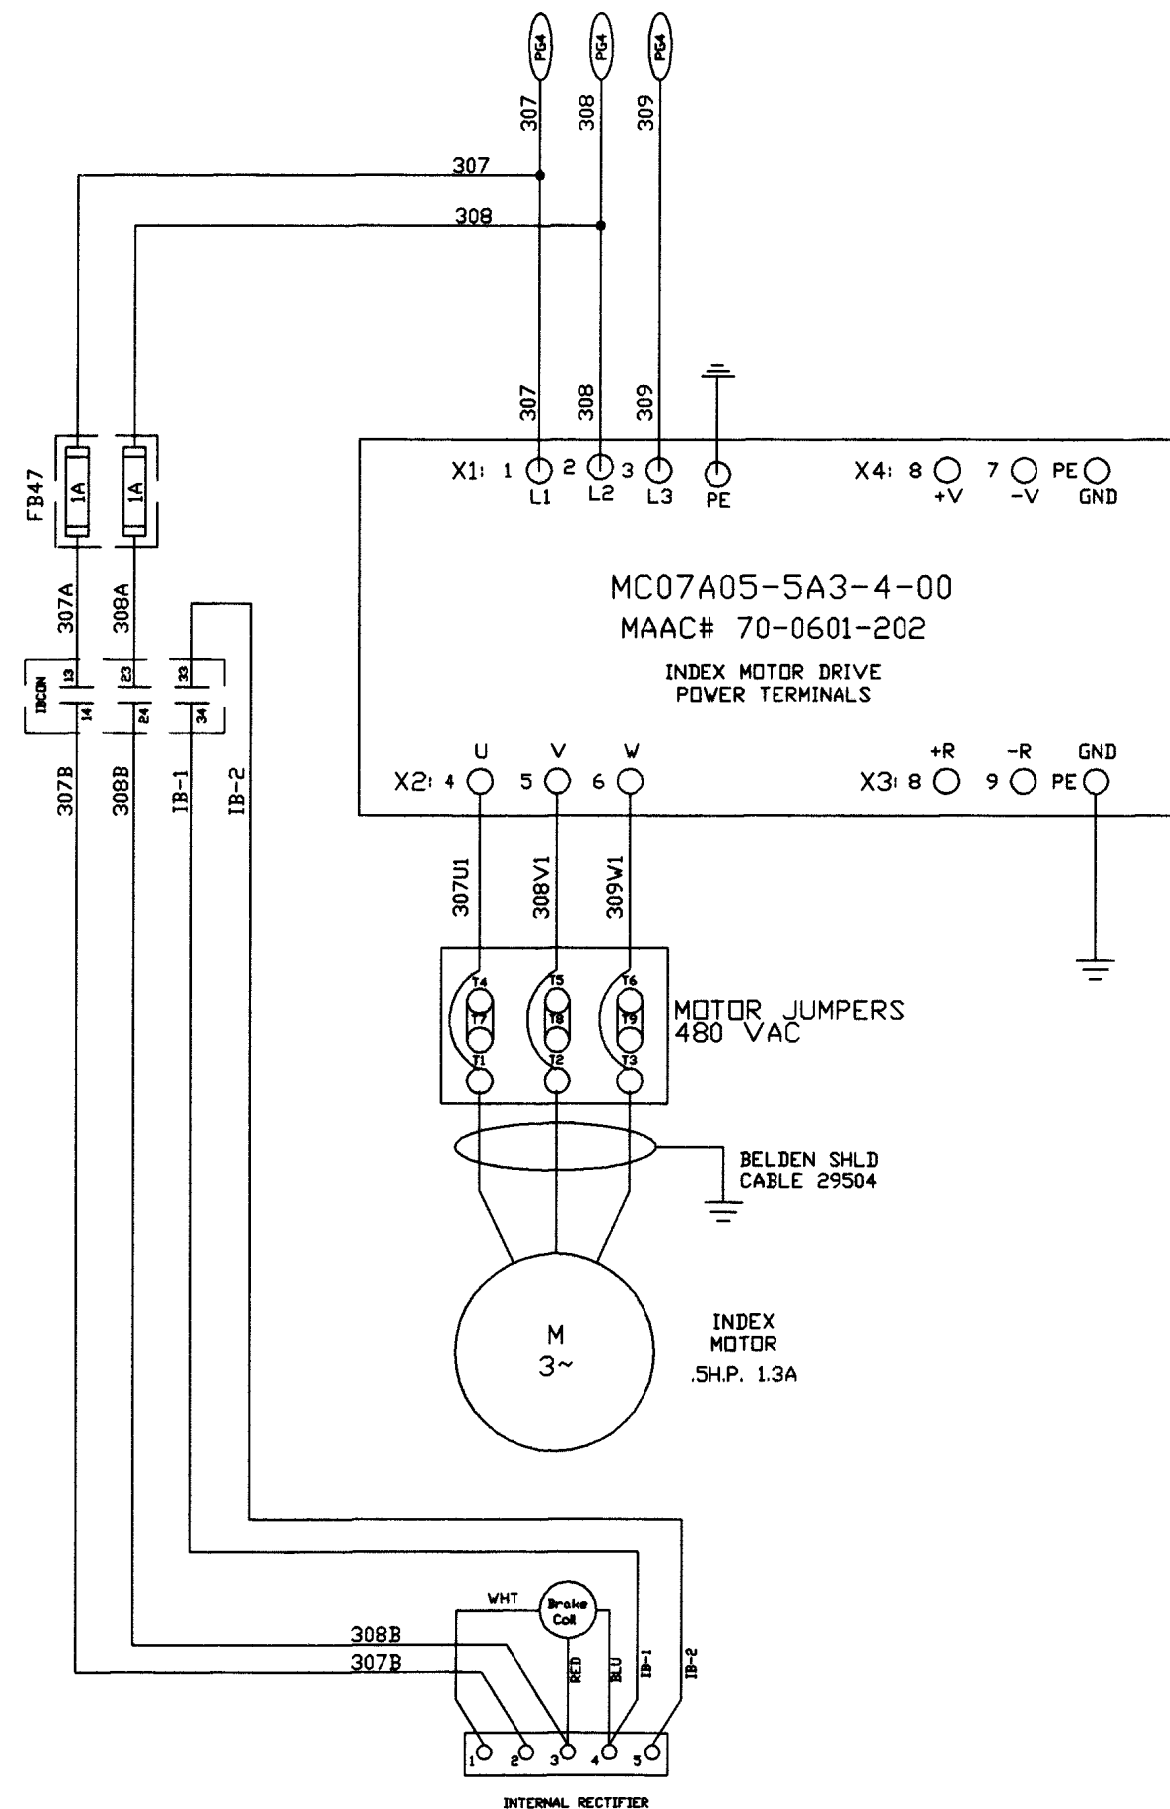 PG4 PG4 PG4
307 308 309
307
308
307 308 309
FB47
1A 1A
X1: 1 2 3
L1 L2 L3 PE
X4: 8 7 PE
+V -V GND
307A 308A
MC07A05-5A3-4-00
MAAC# 70-0601-202
INDEX MOTOR DRIVE
POWER TERMINALS
IBCON
13 23 33
14 24 34
307B 308B IB-1 IB-2
U V W
X2: 4 5 6
+R -R GND
X3: 8 9 PE
307U1 308V1 309W1
T4 T5 T6
T7 T8 T9
T1 T2 T3
MOTOR JUMPERS
480 VAC
BELDEN SHLD
CABLE 29504
M
3~
INDEX
MOTOR
.5H.P. 1.3A
WHT
Brake
Coil
308B
307B
RED BLU IB-1 IB-2
1 2 3 4 5
INTERNAL RECTIFIER